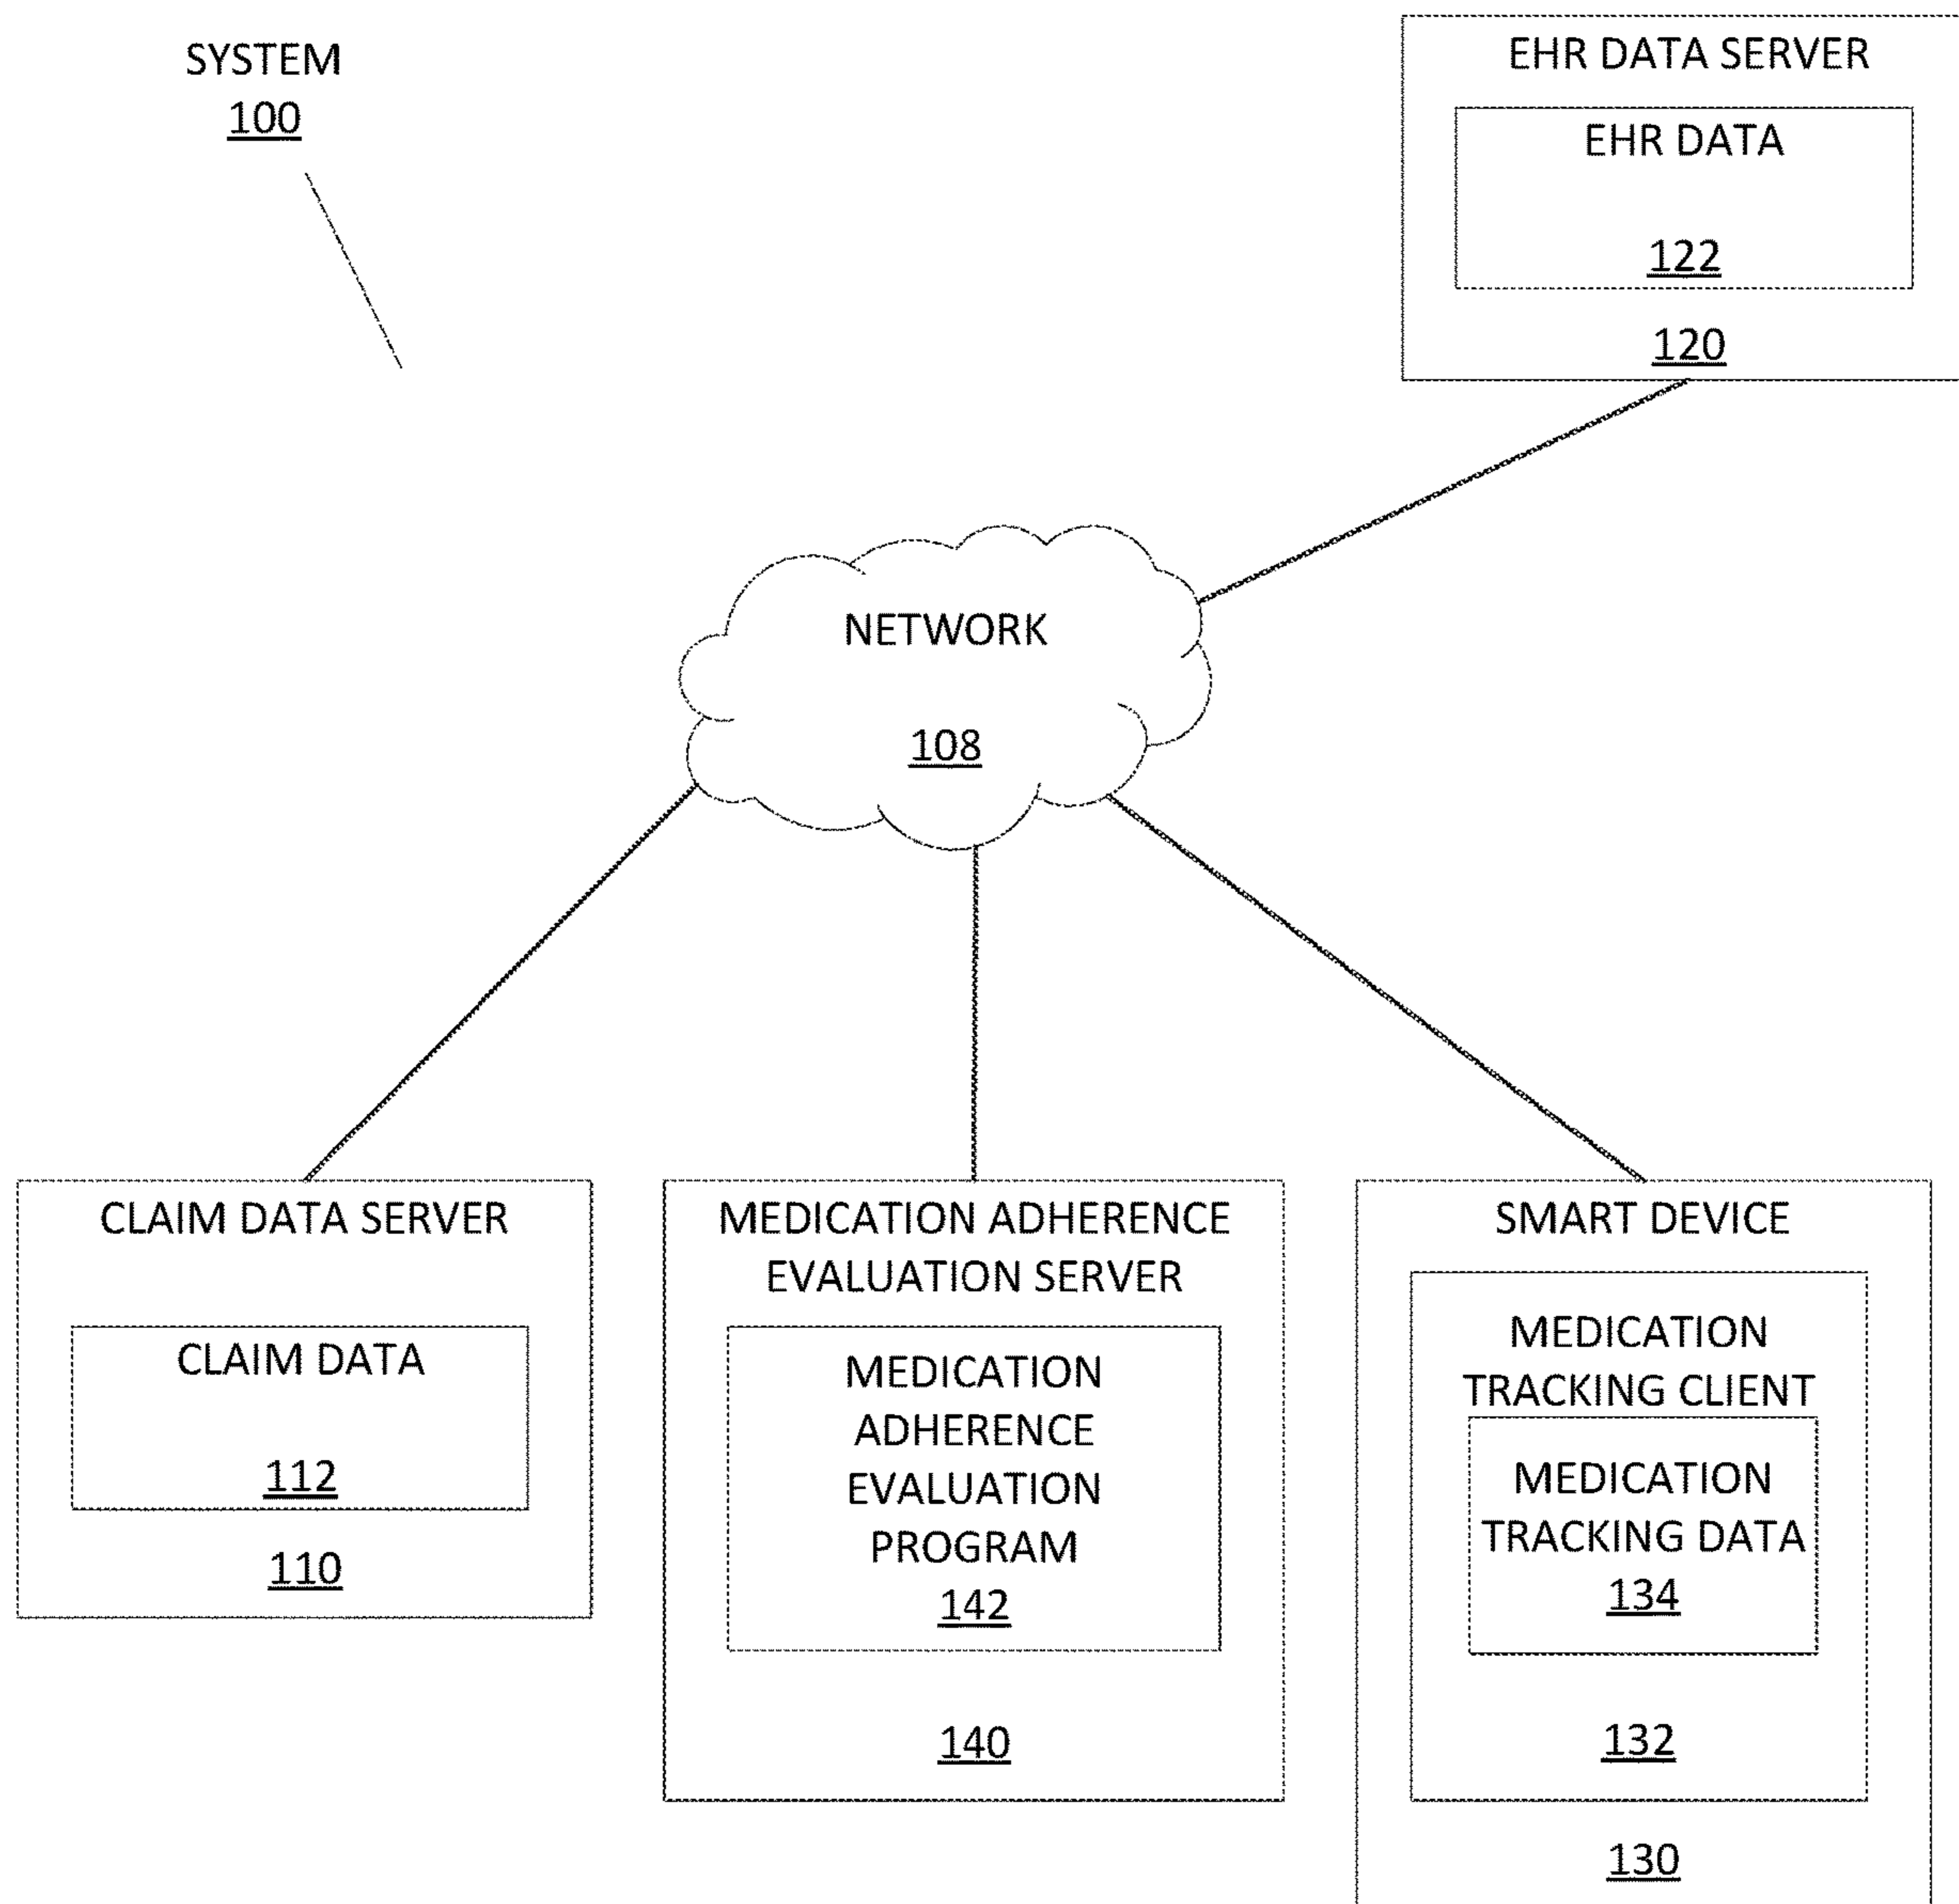 SYSTEM
100
EHR DATA SERVER
EHR DATA
122
120
NETWORK
108
CLAIM DATA SERVER
CLAIM DATA
112
110
MEDICATION ADHERENCE
EVALUATION SERVER
MEDICATION
ADHERENCE
EVALUATION
PROGRAM
142
140
SMART DEVICE
MEDICATION
TRACKING CLIENT
MEDICATION
TRACKING DATA
134
132
130